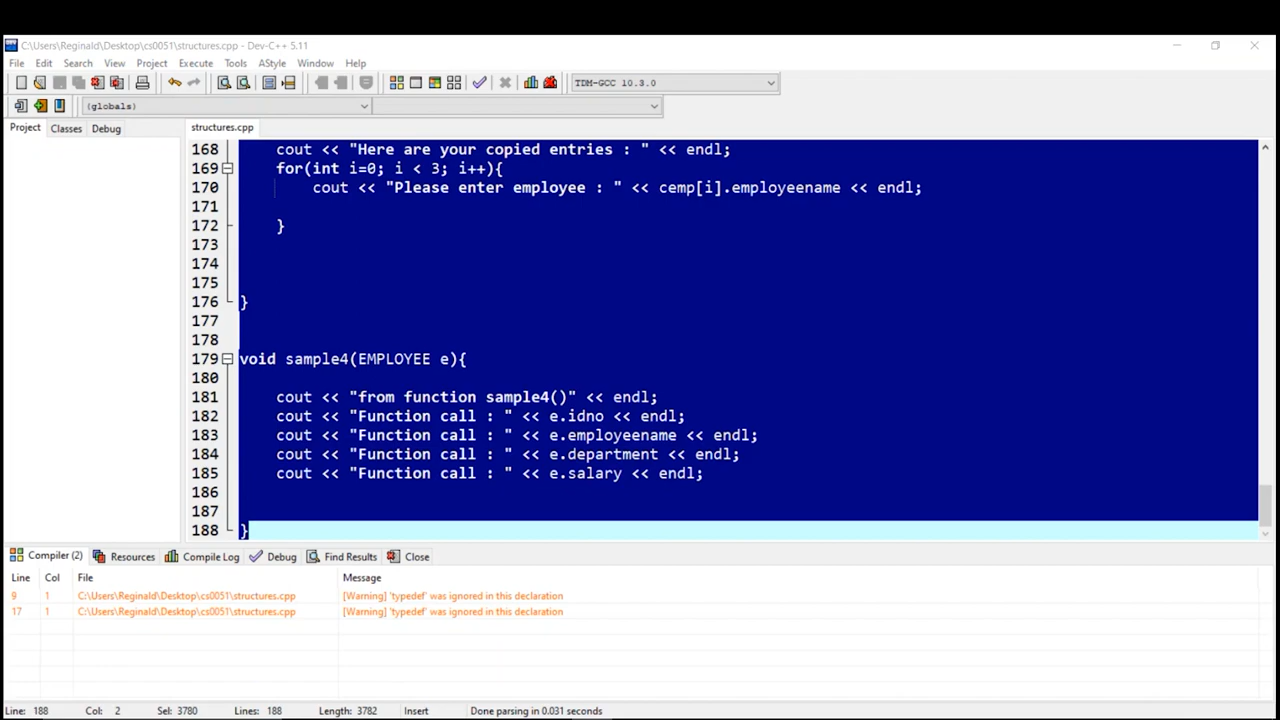 C:\Users\Reginald\Desktop\cs0051\structures.cpp - Dev-C++ 5.11
File Edit Search View Project Execute Tools AStyle Window Help
TDM-GCC 10.3.0
(globals)
Project Classes Debug
structures.cpp
168 cout << "Here are your copied entries : " << endl;
169 for(int i=0; i < 3; i++){
170 cout << "Please enter employee : " << cemp[i].employeename << endl;
171
172 }
173
174
175
176 }
177
178
179 void sample4(EMPLOYEE e){
180
181 cout << "from function sample4()" << endl;
182 cout << "Function call : " << e.idno << endl;
183 cout << "Function call : " << e.employeename << endl;
184 cout << "Function call : " << e.department << endl;
185 cout << "Function call : " << e.salary << endl;
186
187
188 }
Compiler (2) Resources Compile Log Debug Find Results Close
Line Col File Message
9 1 C:\Users\Reginald\Desktop\cs0051\structures.cpp [Warning] 'typedef' was ignored in this declaration
17 1 C:\Users\Reginald\Desktop\cs0051\structures.cpp [Warning] 'typedef' was ignored in this declaration
Line: 188 Col: 2 Sel: 3780 Lines: 188 Length: 3782 Insert Done parsing in 0.031 seconds